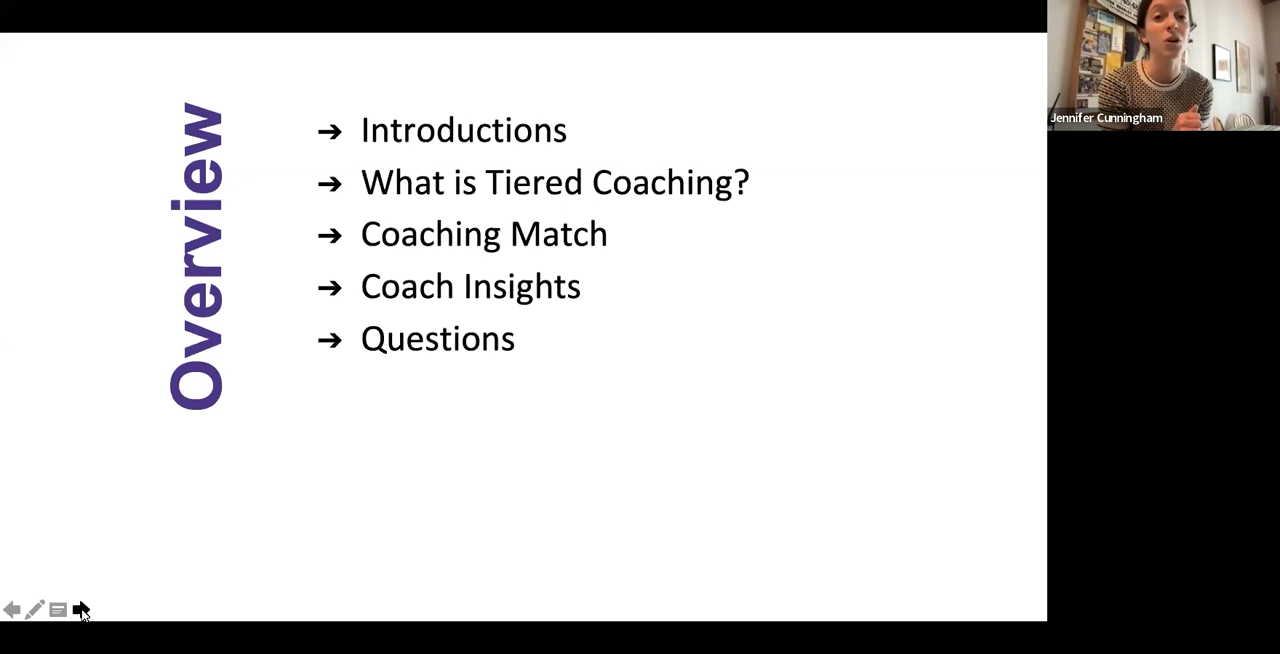 Overview
➔ Introductions
➔ What is Tiered Coaching?
➔ Coaching Match
➔ Coach Insights
➔ Questions
Jennifer Cunningham